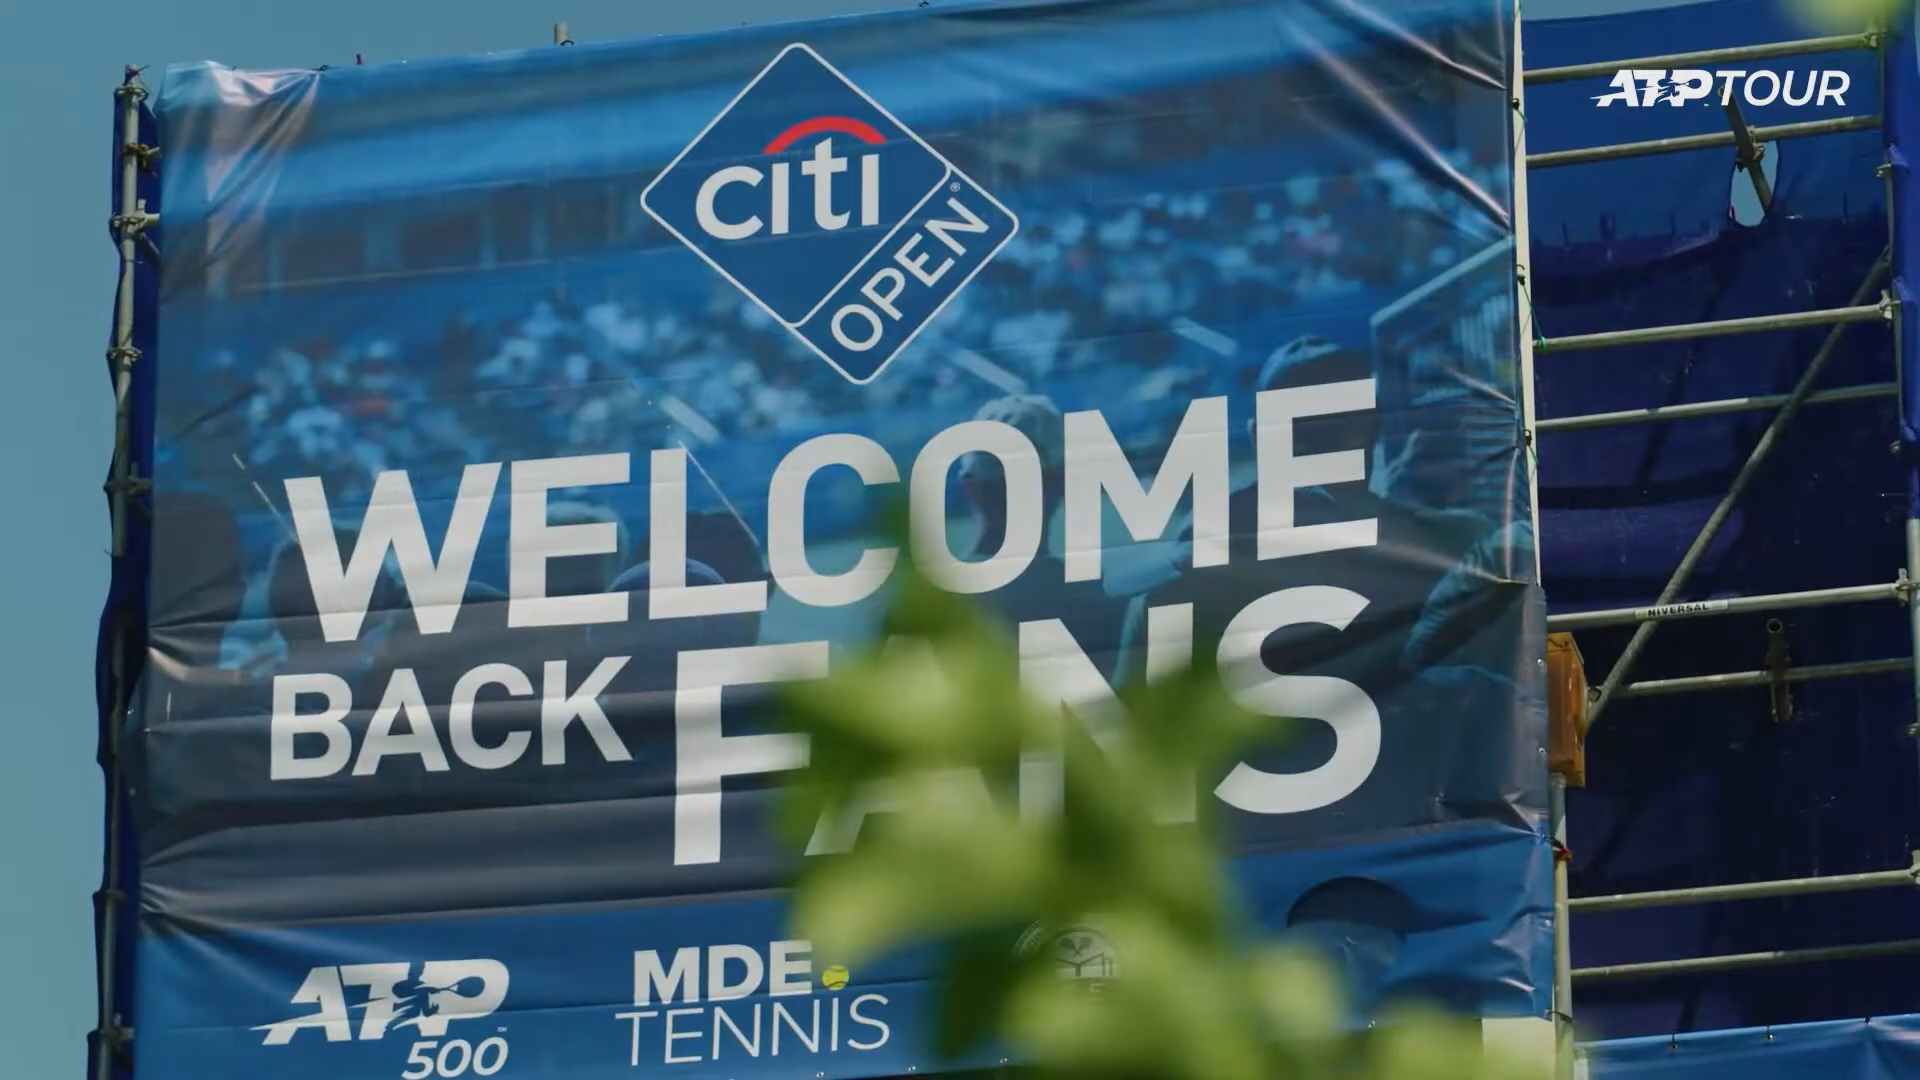 ATPTOUR
citi
OPEN®
WELCOME
BACK FANS
NIVERSAL
ATP
500
MDE
TENNIS